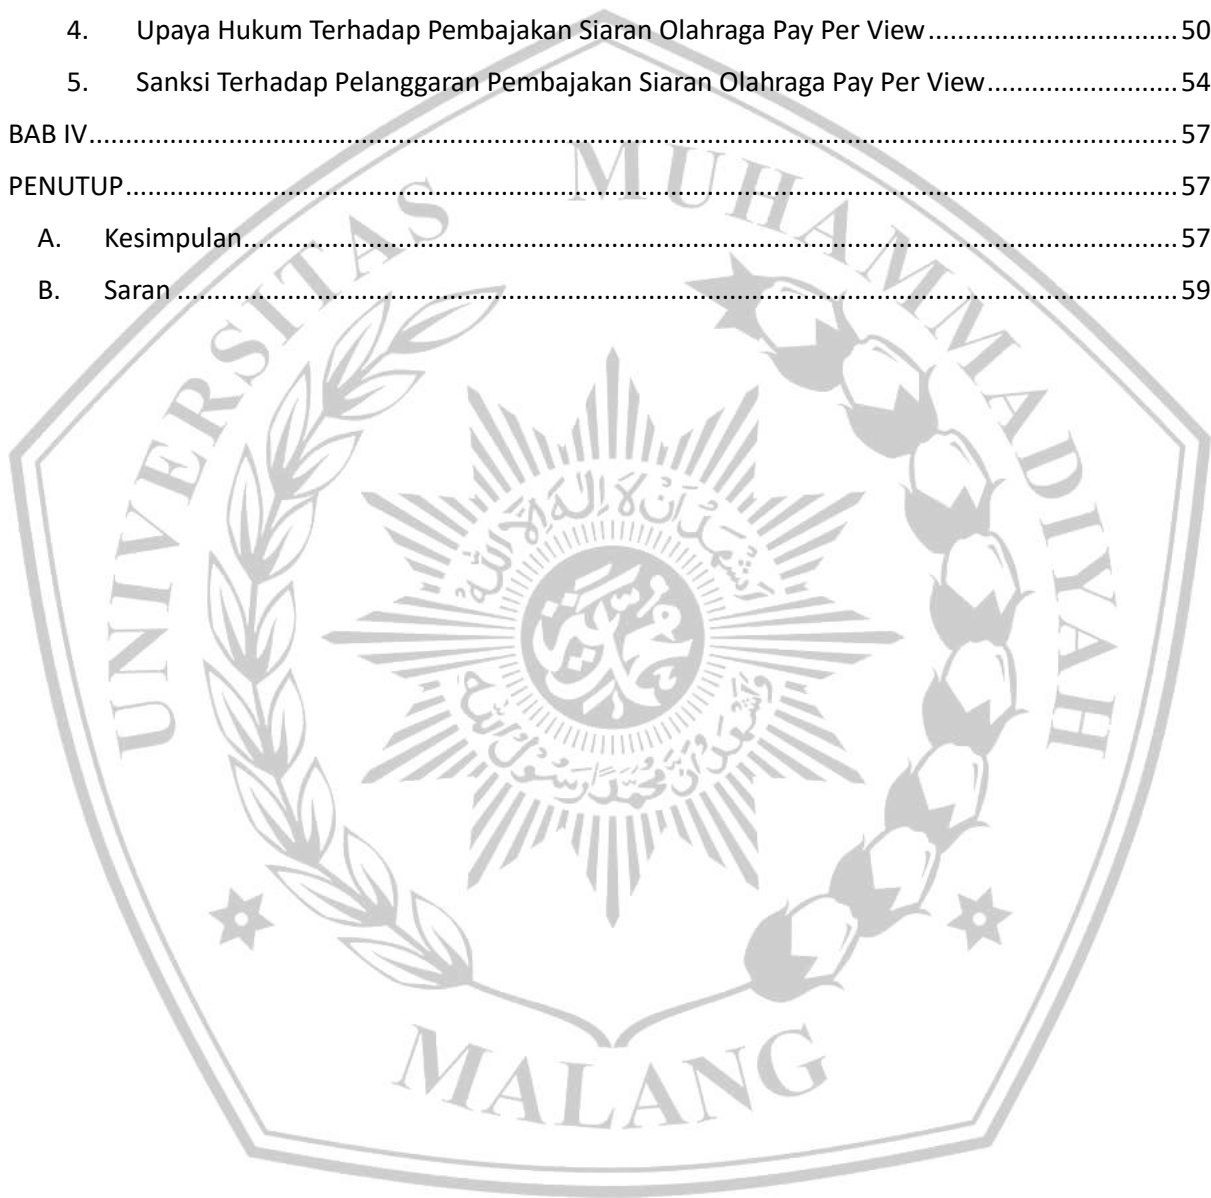 4. Upaya Hukum Terhadap Pembajakan Siaran Olahraga Pay Per View 50
5. Sanksi Terhadap Pelanggaran Pembajakan Siaran Olahraga Pay Per View 54
BAB IV 57
PENUTUP 57
A. Kesimpulan 57
B. Saran 59
UNIVERSITAS MUHAMMADIYAH
MALANG